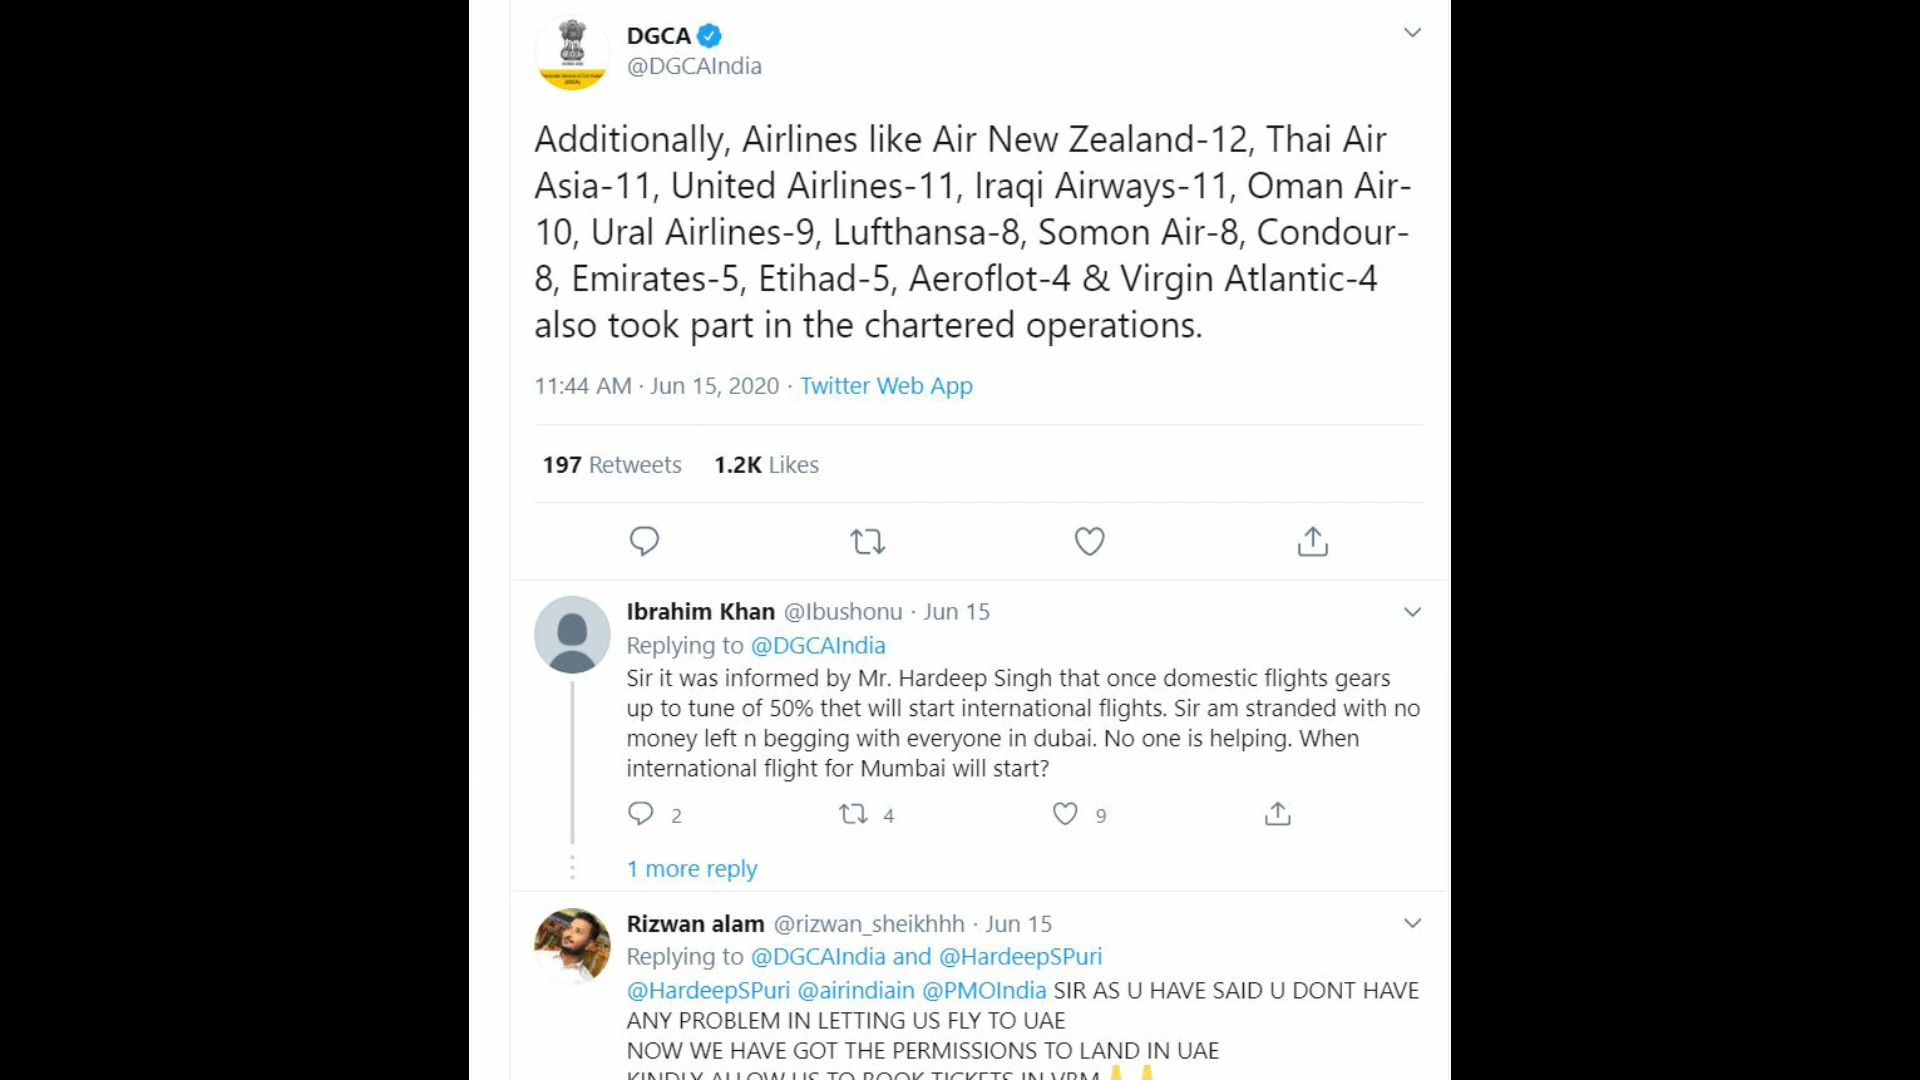 DGCA
@DGCAIndia
Additionally, Airlines like Air New Zealand-12, Thai Air
Asia-11, United Airlines-11, Iraqi Airways-11, Oman Air-
10, Ural Airlines-9, Lufthansa-8, Somon Air-8, Condour-
8, Emirates-5, Etihad-5, Aeroflot-4 & Virgin Atlantic-4
also took part in the chartered operations.
11:44 AM · Jun 15, 2020 · Twitter Web App
197 Retweets 1.2K Likes
Ibrahim Khan @Ibushonu · Jun 15
Replying to @DGCAIndia
Sir it was informed by Mr. Hardeep Singh that once domestic flights gears
up to tune of 50% thet will start international flights. Sir am stranded with no
money left n begging with everyone in dubai. No one is helping. When
international flight for Mumbai will start?
2 4 9
1 more reply
Rizwan alam @rizwan_sheikhhh · Jun 15
Replying to @DGCAIndia and @HardeepSPuri
@HardeepSPuri @airindiain @PMOIndia SIR AS U HAVE SAID U DONT HAVE
ANY PROBLEM IN LETTING US FLY TO UAE
NOW WE HAVE GOT THE PERMISSIONS TO LAND IN UAE
KINDLY ALLOW US TO BOOK TICKETS IN VBM